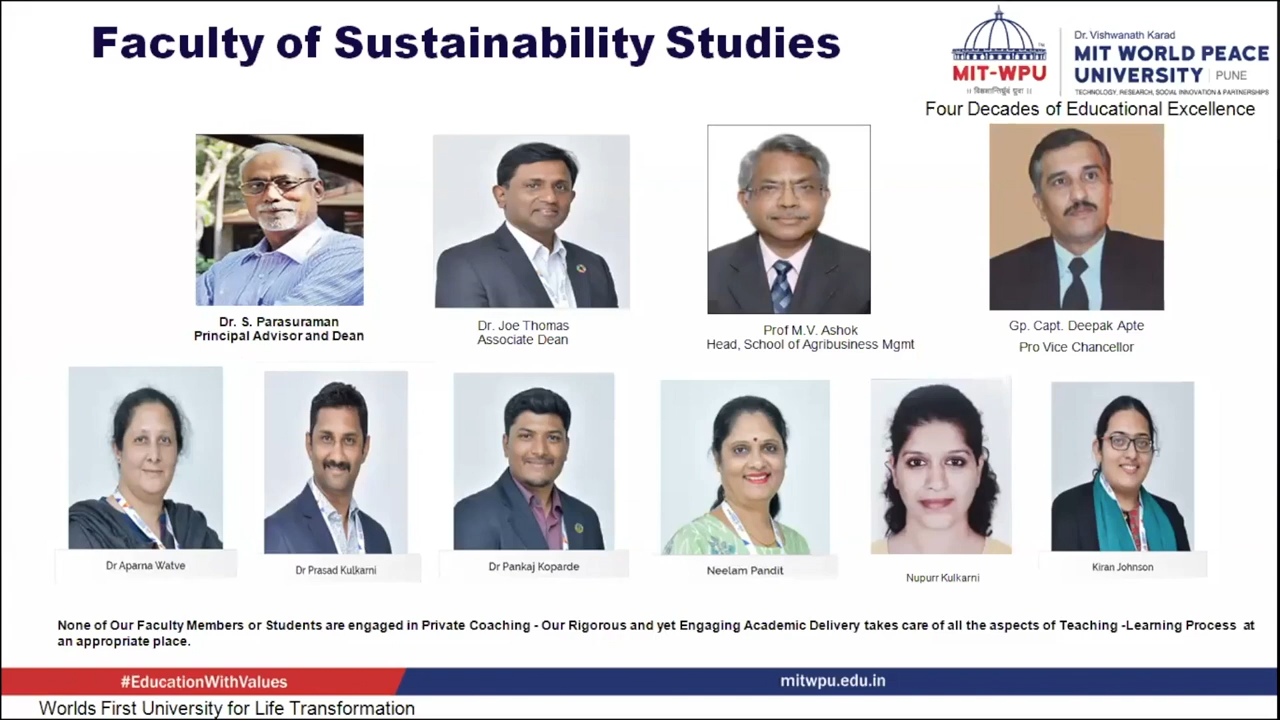 Faculty of Sustainability Studies
MIT-WPU
TM
|| विश्वशान्तिर्ध्रुवं ध्रुवा ||
Dr. Vishwanath Karad
MIT WORLD PEACE
UNIVERSITY | PUNE
TECHNOLOGY, RESEARCH, SOCIAL INNOVATION & PARTNERSHIPS
Four Decades of Educational Excellence
Dr. S. Parasuraman
Principal Advisor and Dean
Dr. Joe Thomas
Associate Dean
Prof M.V. Ashok
Head, School of Agribusiness Mgmt
Gp. Capt. Deepak Apte
Pro Vice Chancellor
Dr Aparna Watve
Dr Prasad Kulkarni
Dr Pankaj Koparde
Neelam Pandit
Nupurr Kulkarni
Kiran Johnson
None of Our Faculty Members or Students are engaged in Private Coaching - Our Rigorous and yet Engaging Academic Delivery takes care of all the aspects of Teaching -Learning Process at
an appropriate place.
#EducationWithValues
mitwpu.edu.in
Worlds First University for Life Transformation